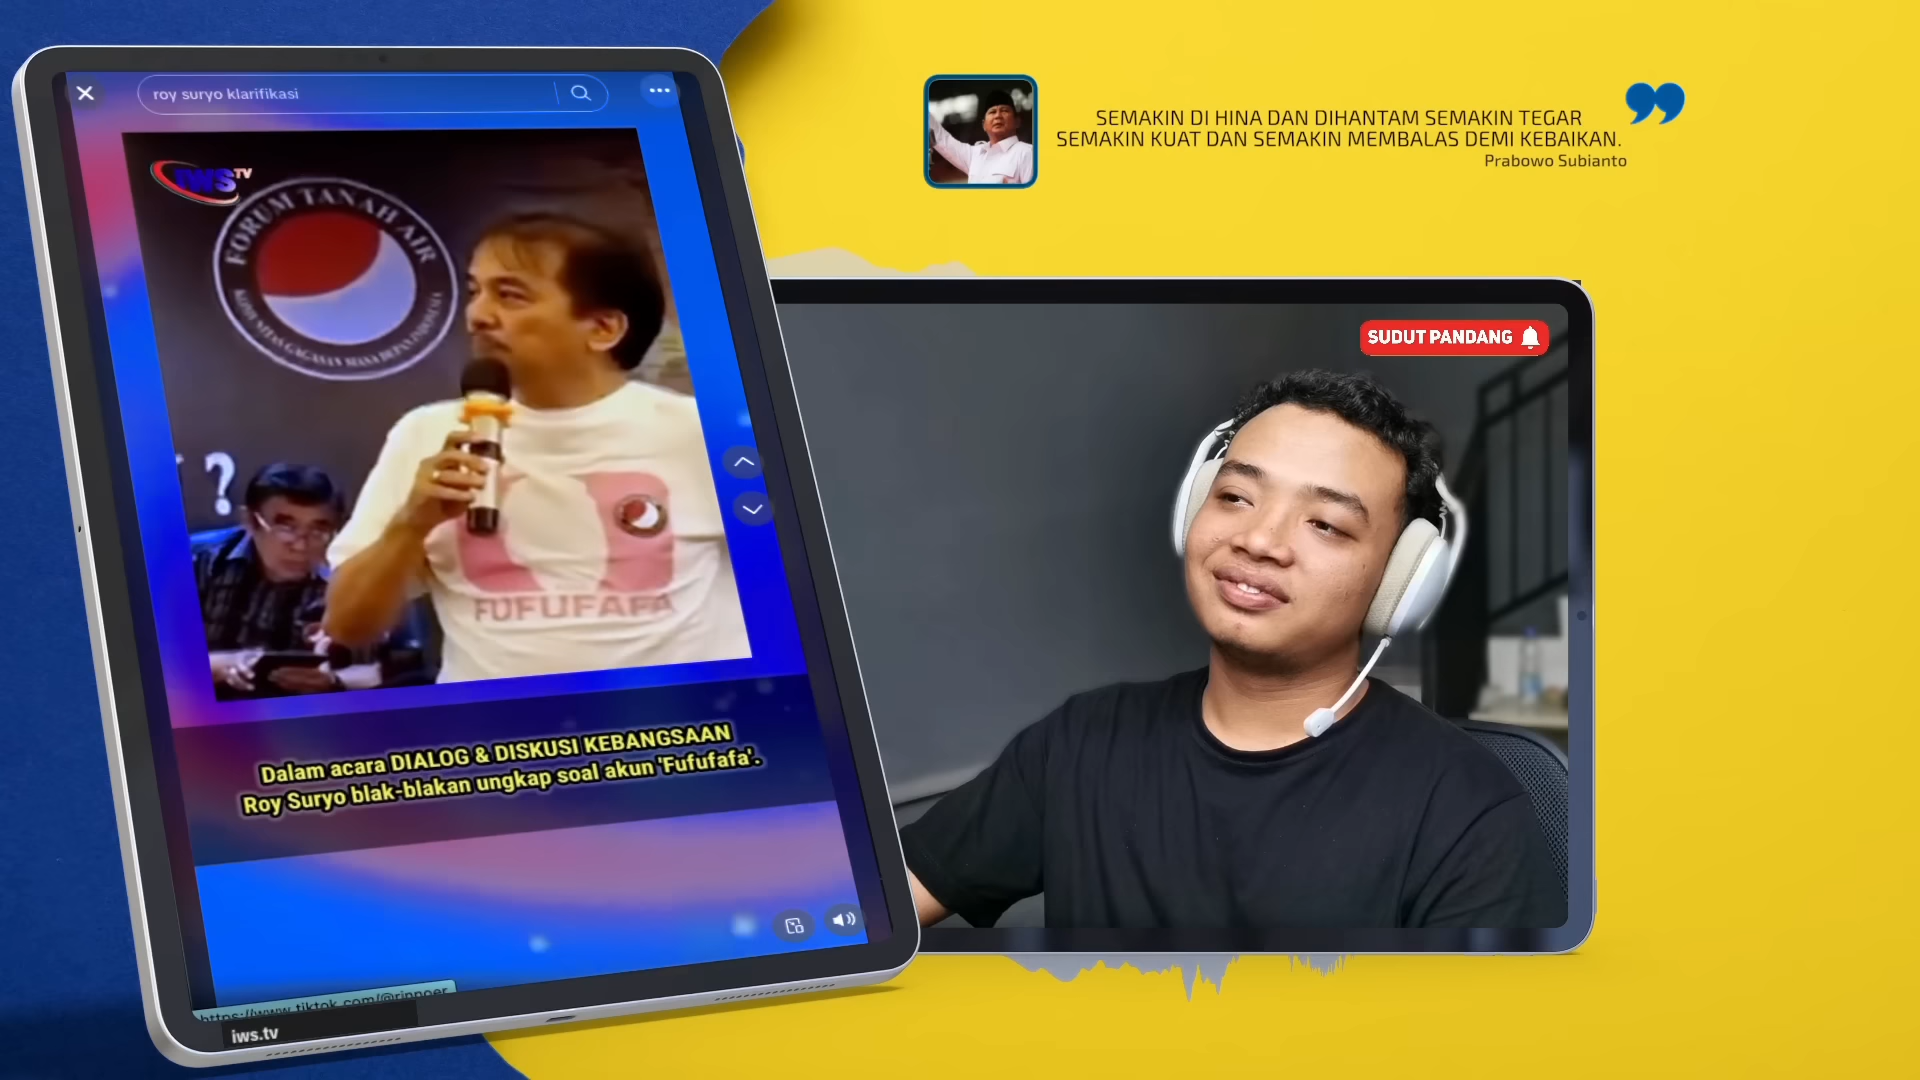 roy suryo klarifikasi
IWS TV
FORUM TANAH AIR
?
FUFUFAFA
Dalam acara DIALOG & DISKUSI KEBANGSAAN
Roy Suryo blak-blakan ungkap soal akun 'Fufufafa'.
iws.tv
SEMAKIN DI HINA DAN DIHANTAM SEMAKIN TEGAR
SEMAKIN KUAT DAN SEMAKIN MEMBALAS DEMI KEBAIKAN.
Prabowo Subianto
SUDUT PANDANG